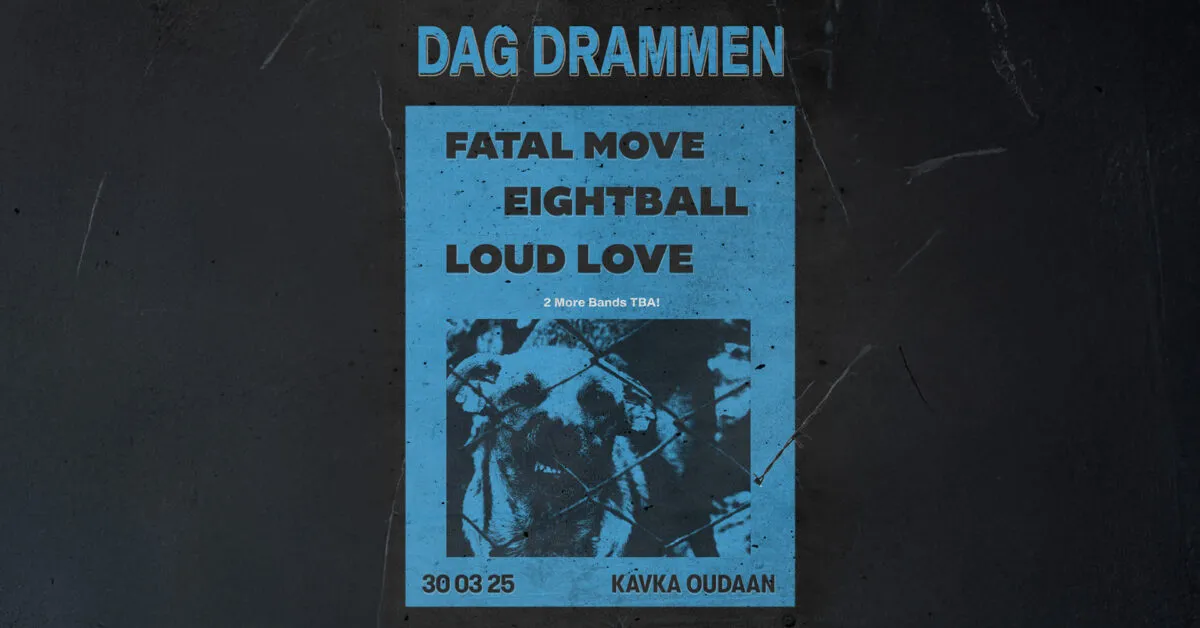 DAG DRAMMEN
FATAL MOVE
EIGHTBALL
LOUD LOVE
2 More Bands TBA!
30 03 25
KAVKA OUDAAN